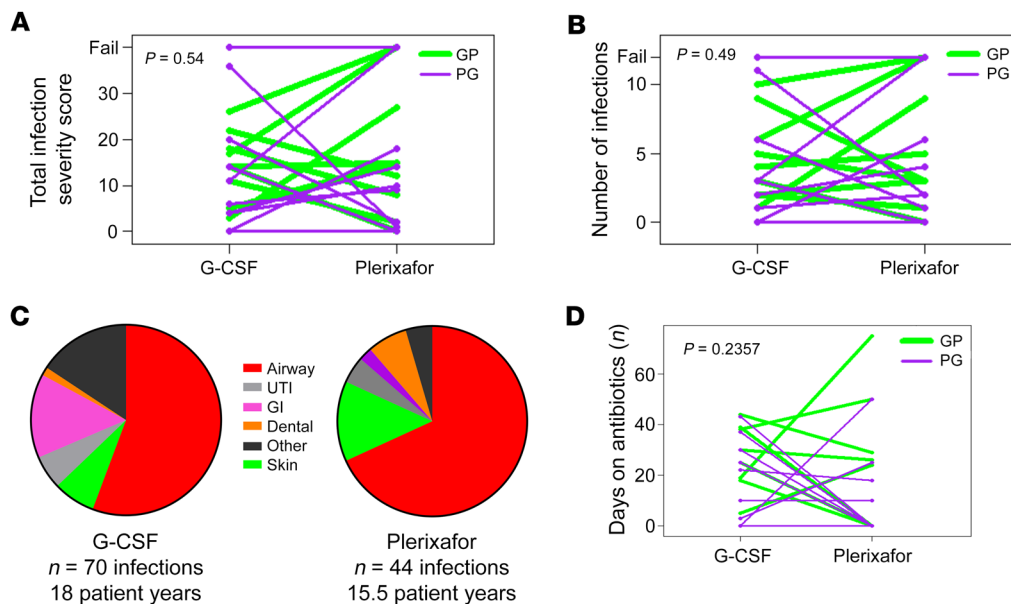 A
Total infection
severity score
Fail
30
20
10
0
P = 0.54
GP
PG
G-CSF
Plerixafor
B
Number of infections
Fail
10
5
0
P = 0.49
GP
PG
G-CSF
Plerixafor
C
Airway
UTI
GI
Dental
Other
Skin
G-CSF
n = 70 infections
18 patient years
Plerixafor
n = 44 infections
15.5 patient years
D
Days on antibiotics (n)
60
40
20
0
P = 0.2357
GP
PG
G-CSF
Plerixafor